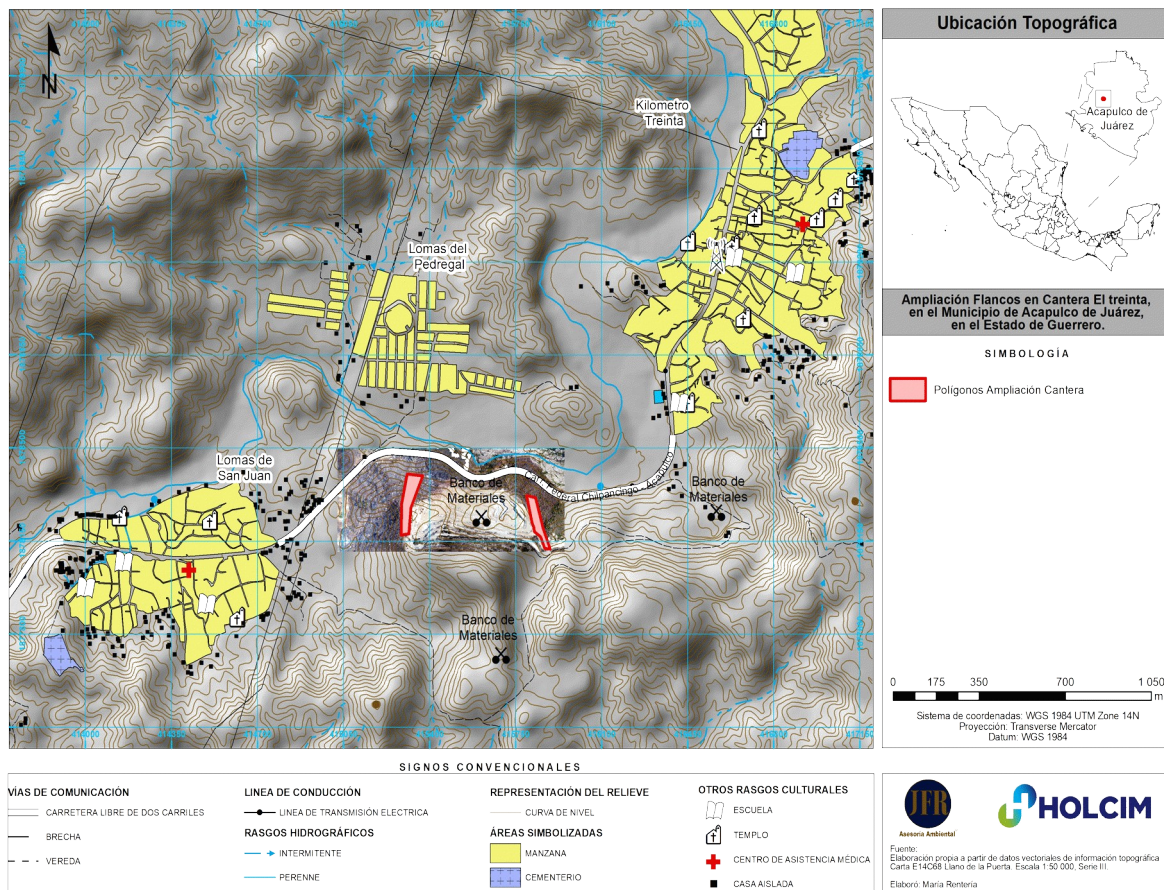 Ubicación Topográfica
Acapulco de
Juárez
Ampliación Flancos en Cantera El treinta,
en el Municipio de Acapulco de Juárez,
en el Estado de Guerrero.
SIMBOLOGÍA
Polígonos Ampliación Cantera
0 175 350 700 1 050
m
Sistema de coordenadas: WGS 1984 UTM Zone 14N
Proyección: Transverse Mercator
Datum: WGS 1984
N
Kilometro
Treinta
Lomas del
Pedregal
Lomas de
San Juan
Banco de
Materiales
Carr. Federal Chilpancingo - Acapulco
Banco de
Materiales
Banco de
Materiales
SIGNOS CONVENCIONALES
VÍAS DE COMUNICACIÓN
CARRETERA LIBRE DE DOS CARRILES
BRECHA
VEREDA
LINEA DE CONDUCCIÓN
LINEA DE TRANSMISIÓN ELECTRICA
RASGOS HIDROGRÁFICOS
INTERMITENTE
PERENNE
REPRESENTACIÓN DEL RELIEVE
CURVA DE NIVEL
ÁREAS SIMBOLIZADAS
MANZANA
CEMENTERIO
OTROS RASGOS CULTURALES
ESCUELA
TEMPLO
CENTRO DE ASISTENCIA MÉDICA
CASA AISLADA
JFR
Asesoría Ambiental
HOLCIM
Fuente:
Elaboración propia a partir de datos vectoriales de información topográfica
Carta E14C68 Llano de la Puerta. Escala 1:50 000, Serie III.
Elaboró: María Rentería